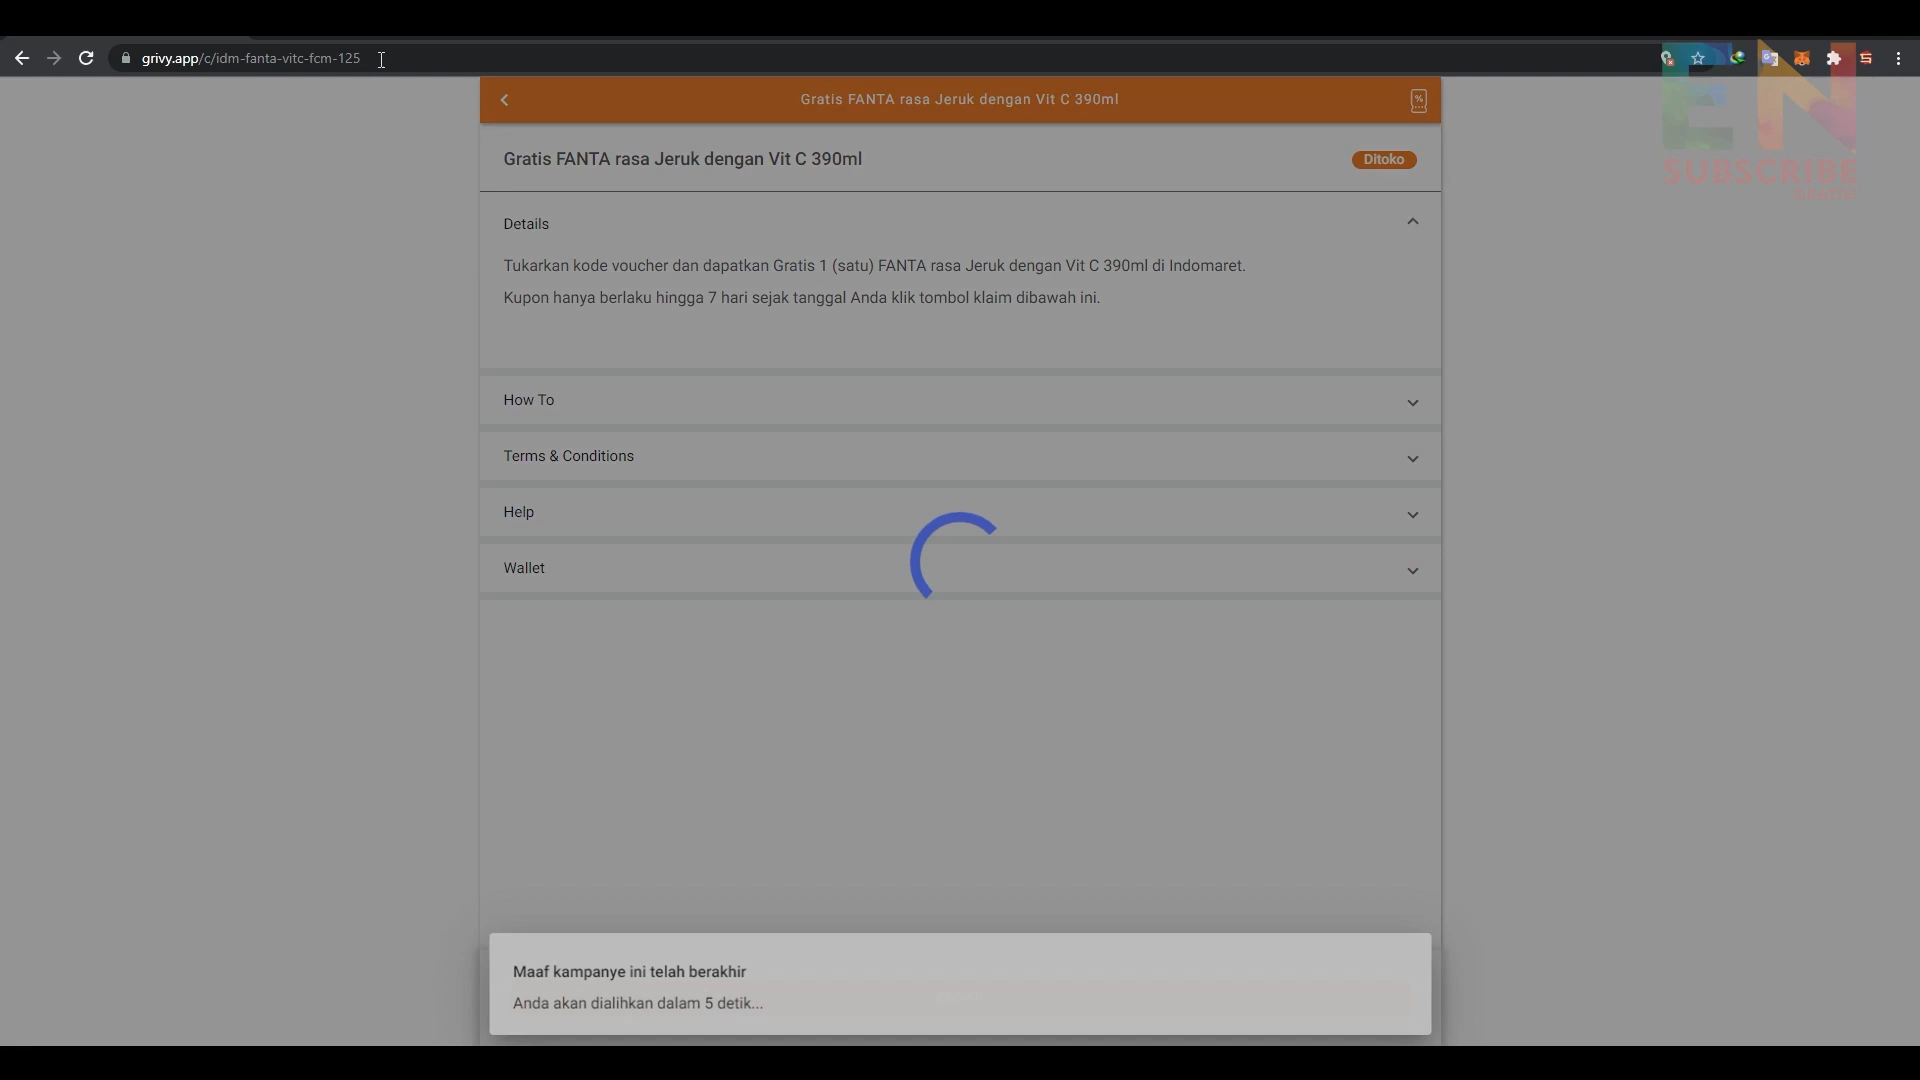 grivy.app/c/idm-fanta-vitc-fcm-125
EN
SUBSCRIBE
Gratis FANTA rasa Jeruk dengan Vit C 390ml
Gratis FANTA rasa Jeruk dengan Vit C 390ml
Ditoko
Details
Tukarkan kode voucher dan dapatkan Gratis 1 (satu) FANTA rasa Jeruk dengan Vit C 390ml di Indomaret.
Kupon hanya berlaku hingga 7 hari sejak tanggal Anda klik tombol klaim dibawah ini.
How To
Terms & Conditions
Help
Wallet
Maaf kampanye ini telah berakhir
Anda akan dialihkan dalam 5 detik...